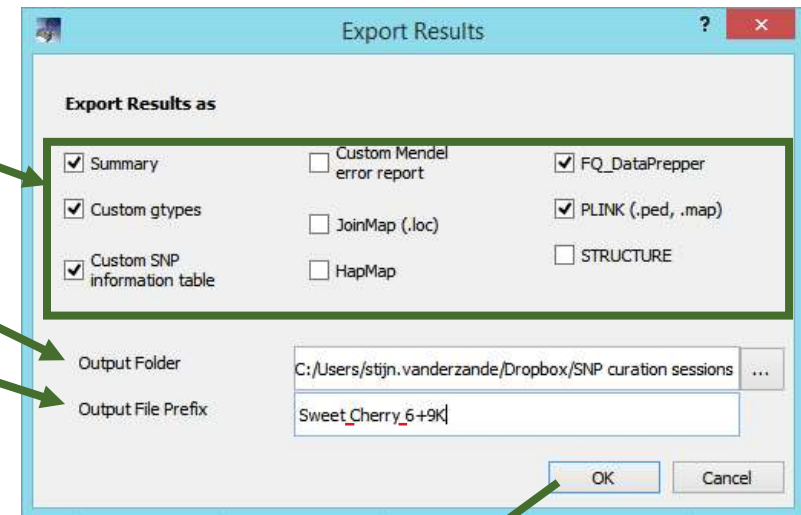 Export Results
?
×
Export Results as
Summary
Custom gtypes
Custom SNP
information table
Custom Mendel
error report
JoinMap (.loc)
HapMap
FQ_DataPrepper
PLINK (.ped, .map)
STRUCTURE
Output Folder
C:/Users/stijn.vanderzande/Dropbox/SNP curation sessions
...
Output File Prefix
Sweet_Cherry_6+9K
OK
Cancel